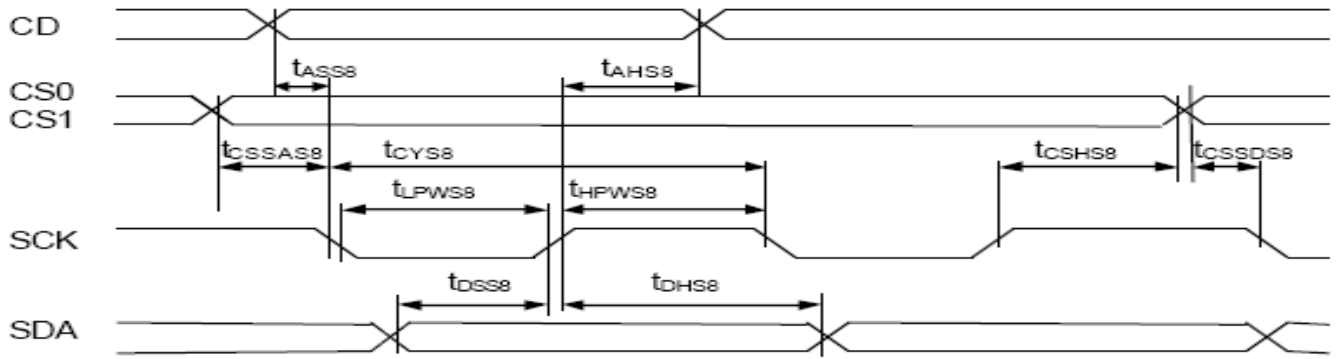 CD
tASS8 tAHS8
CS0
CS1
tCSSAS8 tCYS8 tCSHS8 tCSSDS8
tLPWS8 tHPWS8
SCK
tDSS8 tDHS8
SDA